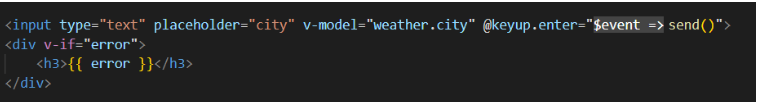 <input type="text" placeholder="city" v-model="weather.city" @keyup.enter="$event => send()">
<div v-if="error">
<h3>{{ error }}</h3>
</div>